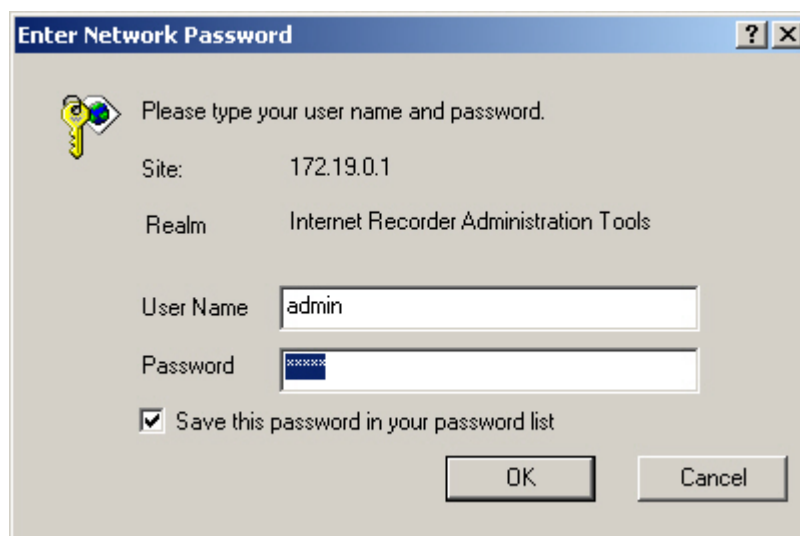 Enter Network Password
Please type your user name and password.
Site: 172.19.0.1
Realm Internet Recorder Administration Tools
User Name admin
Password *****
Save this password in your password list
OK Cancel